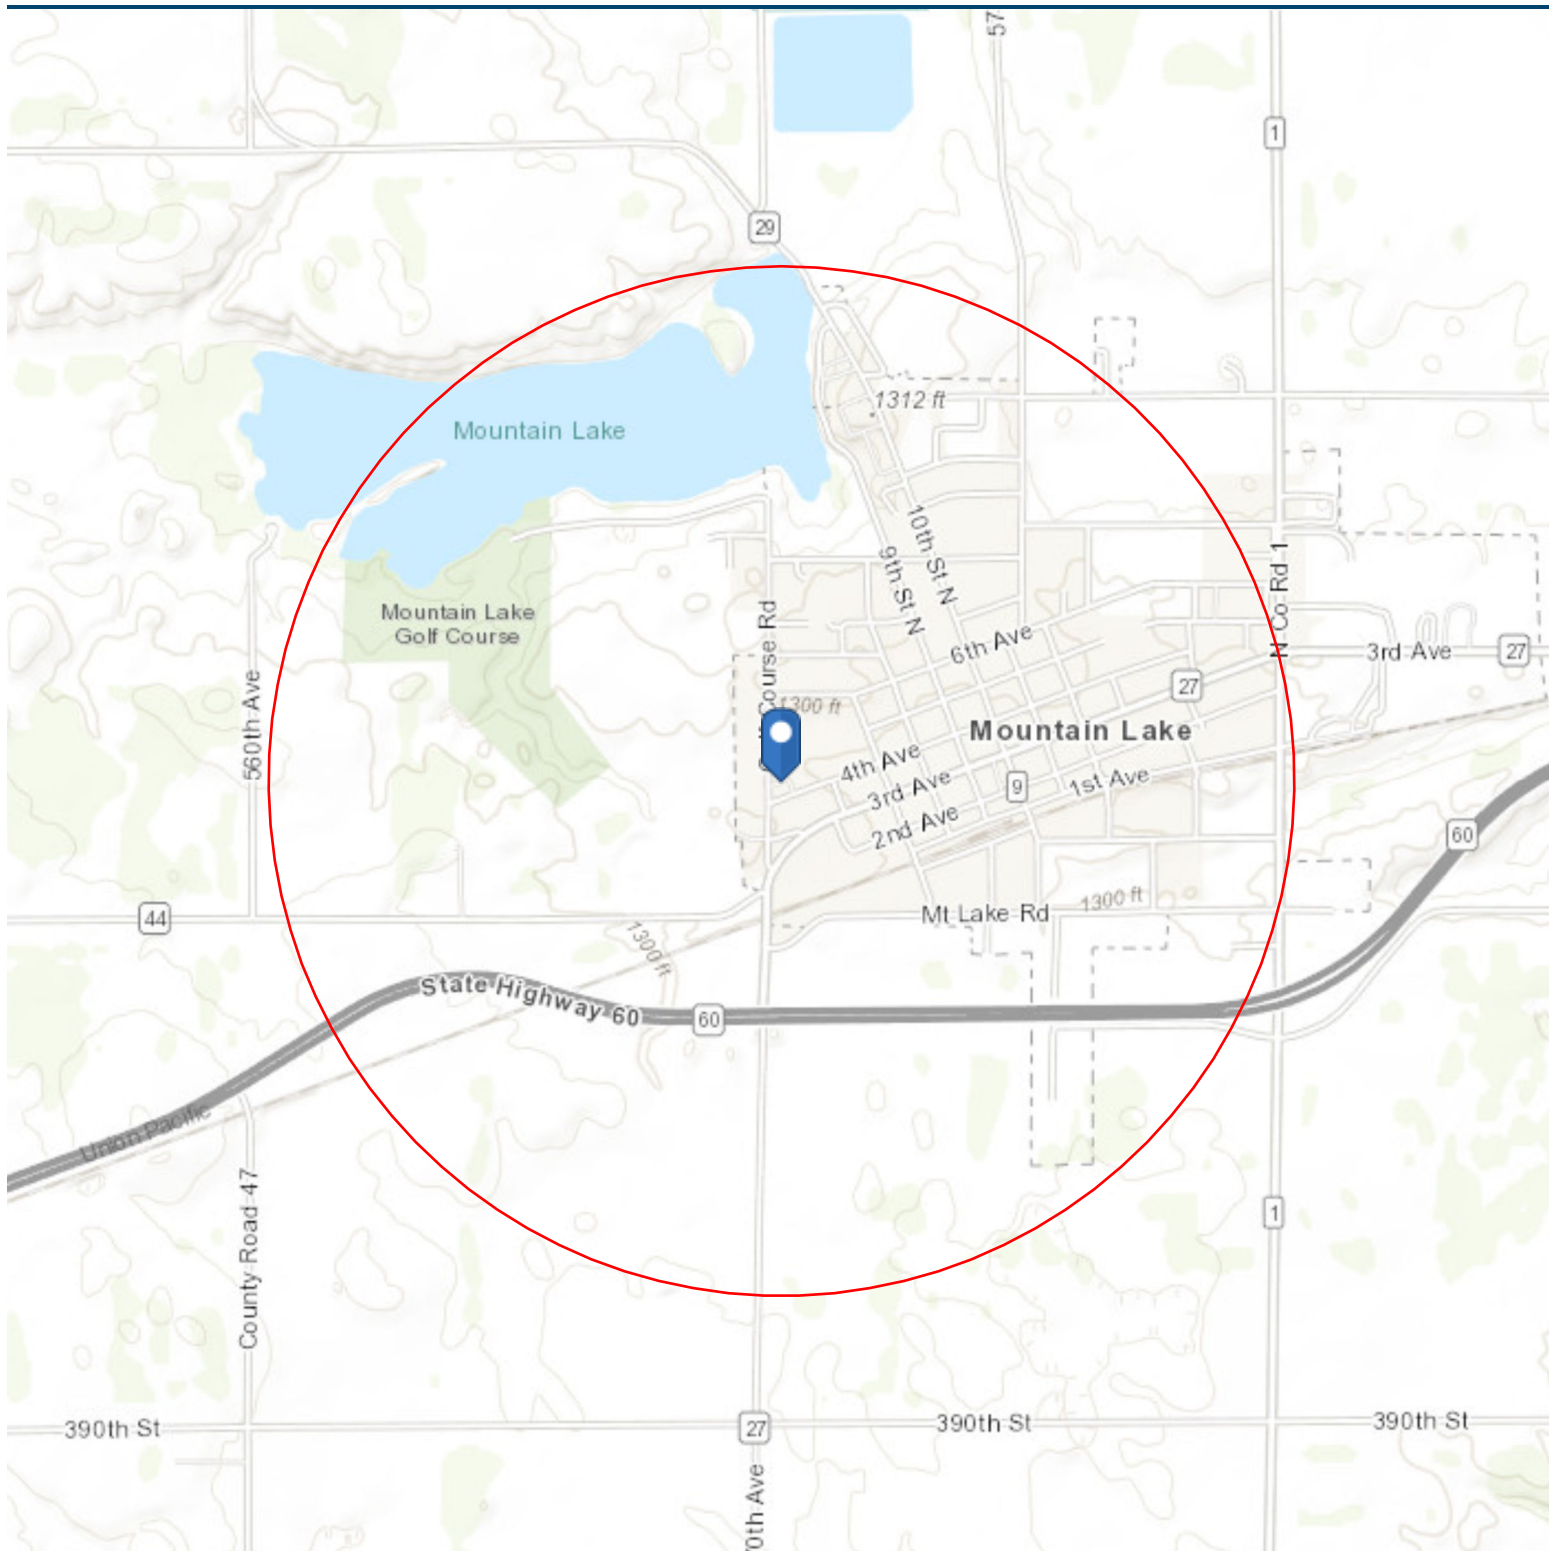 57
1
29
1312 ft
Mountain Lake
10th St N
9th St N
N Co Rd 1
Mountain Lake
Golf Course
6th Ave
3rd Ave
27
Course Rd
27
560th Ave
1300 ft
Mountain Lake
4th Ave
3rd Ave
9
1st Ave
2nd Ave
60
44
Mt Lake Rd
1300 ft
1300 ft
State Highway 60
60
Union Pacific
County Road 47
1
390th St
27
390th St
390th St
0th Ave